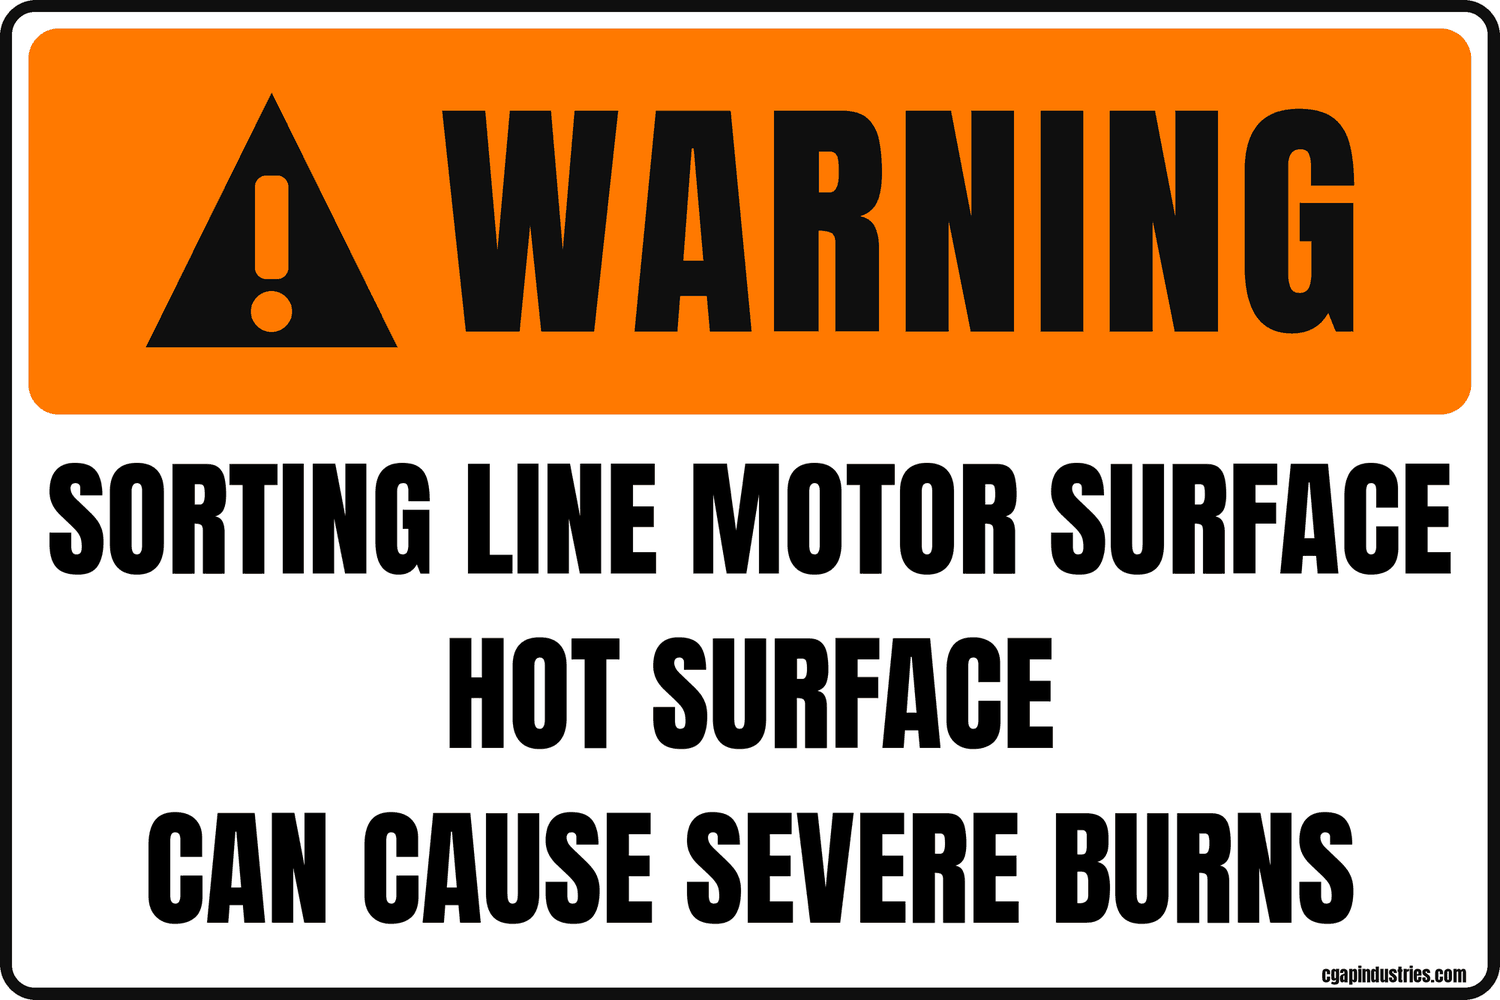 WARNING
SORTING LINE MOTOR SURFACE
HOT SURFACE
CAN CAUSE SEVERE BURNS
cgapindustries.com